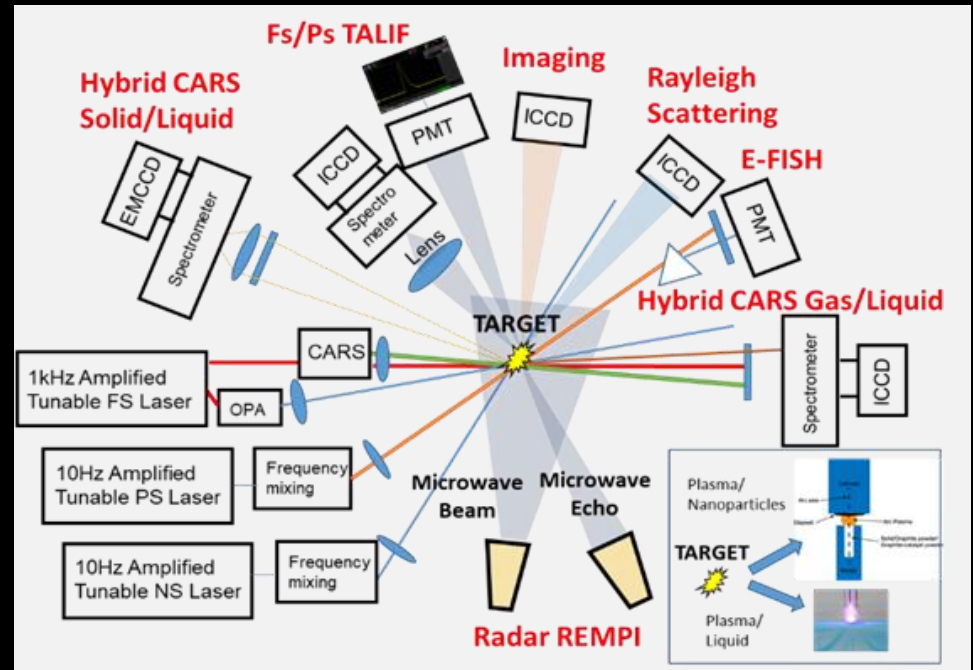 Fs/Ps TALIF
Imaging
Hybrid CARS
Solid/Liquid
Rayleigh
Scattering
E-FISH
EMCCD
Spectrometer
ICCD
Spectro
meter
PMT
Lens
ICCD
ICCD
PMT
Hybrid CARS Gas/Liquid
TARGET
CARS
1kHz Amplified
Tunable FS Laser
OPA
Spectrometer
ICCD
10Hz Amplified
Tunable PS Laser
Frequency
mixing
Microwave
Beam
Microwave
Echo
10Hz Amplified
Tunable NS Laser
Frequency
mixing
Radar REMPI
Plasma/
Nanoparticles
TARGET
Plasma/
Liquid